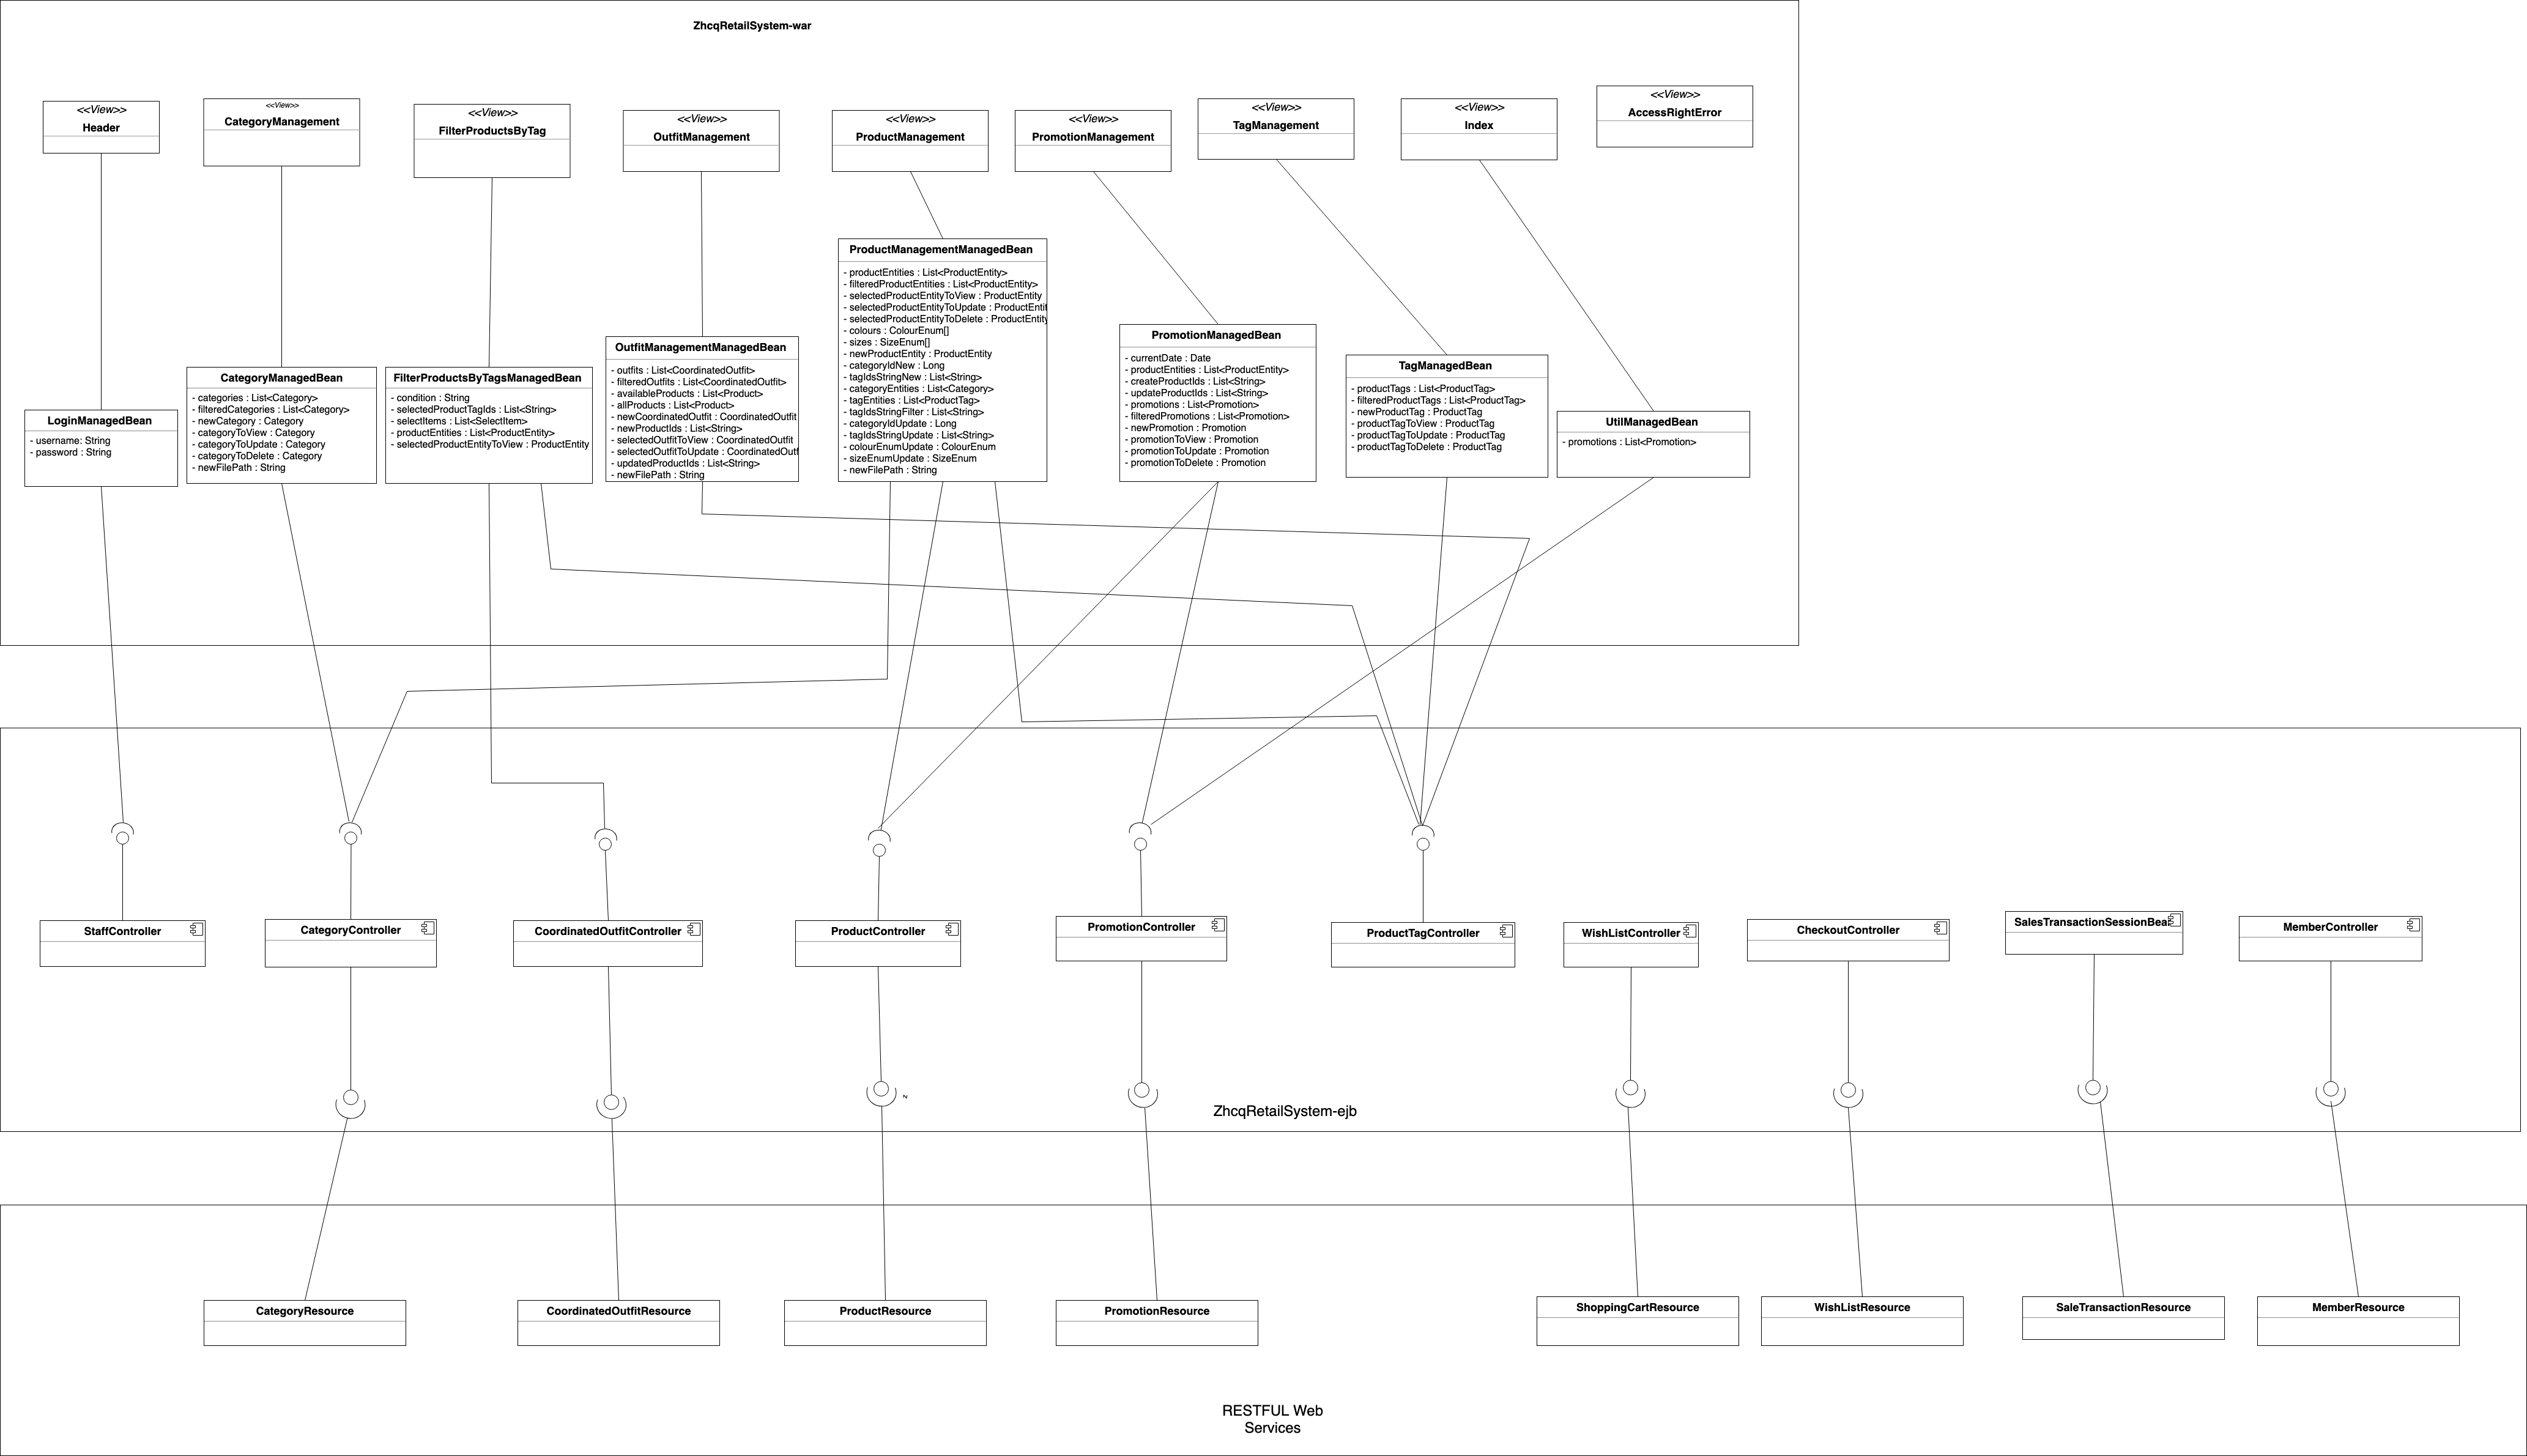 ZhcqRetailSystem-war
<<View>>
Header
<<View>>
CategoryManagement
<<View>>
FilterProductsByTag
<<View>>
OutfitManagement
<<View>>
ProductManagement
<<View>>
PromotionManagement
<<View>>
TagManagement
<<View>>
Index
<<View>>
AccessRightError
LoginManagedBean
- username: String
- password : String
CategoryManagedBean
- categories : List<Category>
- filteredCategories : List<Category>
- newCategory : Category
- categoryToView : Category
- categoryToUpdate : Category
- categoryToDelete : Category
- newFilePath : String
FilterProductsByTagsManagedBean
- condition : String
- selectedProductTagIds : List<String>
- selectItems : List<SelectItem>
- productEntities : List<ProductEntity>
- selectedProductEntityToView : ProductEntity
OutfitManagementManagedBean
- outfits : List<CoordinatedOutfit>
- filteredOutfits : List<CoordinatedOutfit>
- availableProducts : List<Product>
- allProducts : List<Product>
- newCoordinatedOutfit : CoordinatedOutfit
- newProductIds : List<String>
- selectedOutfitToView : CoordinatedOutfit
- selectedOutfitToUpdate : CoordinatedOutf
- updatedProductIds : List<String>
- newFilePath : String
ProductManagementManagedBean
- productEntities : List<ProductEntity>
- filteredProductEntities : List<ProductEntity>
- selectedProductEntityToView : ProductEntity
- selectedProductEntityToUpdate : ProductEntit
- selectedProductEntityToDelete : ProductEntity
- colours : ColourEnum[]
- sizes : SizeEnum[]
- newProductEntity : ProductEntity
- categoryIdNew : Long
- tagIdsStringNew : List<String>
- categoryEntities : List<Category>
- tagEntities : List<ProductTag>
- tagIdsStringFilter : List<String>
- categoryIdUpdate : Long
- tagIdsStringUpdate : List<String>
- colourEnumUpdate : ColourEnum
- sizeEnumUpdate : SizeEnum
- newFilePath : String
PromotionManagedBean
- currentDate : Date
- productEntities : List<ProductEntity>
- createProductIds : List<String>
- updateProductIds : List<String>
- promotions : List<Promotion>
- filteredPromotions : List<Promotion>
- newPromotion : Promotion
- promotionToView : Promotion
- promotionToUpdate : Promotion
- promotionToDelete : Promotion
TagManagedBean
- productTags : List<ProductTag>
- filteredProductTags : List<ProductTag>
- newProductTag : ProductTag
- productTagToView : ProductTag
- productTagToUpdate : ProductTag
- productTagToDelete : ProductTag
UtilManagedBean
- promotions : List<Promotion>
StaffController
CategoryController
CoordinatedOutfitController
ProductController
PromotionController
ProductTagController
WishListController
CheckoutController
SalesTransactionSessionBea
MemberController
ZhcqRetailSystem-ejb
CategoryResource
CoordinatedOutfitResource
ProductResource
PromotionResource
ShoppingCartResource
WishListResource
SaleTransactionResource
MemberResource
RESTFUL Web
Services